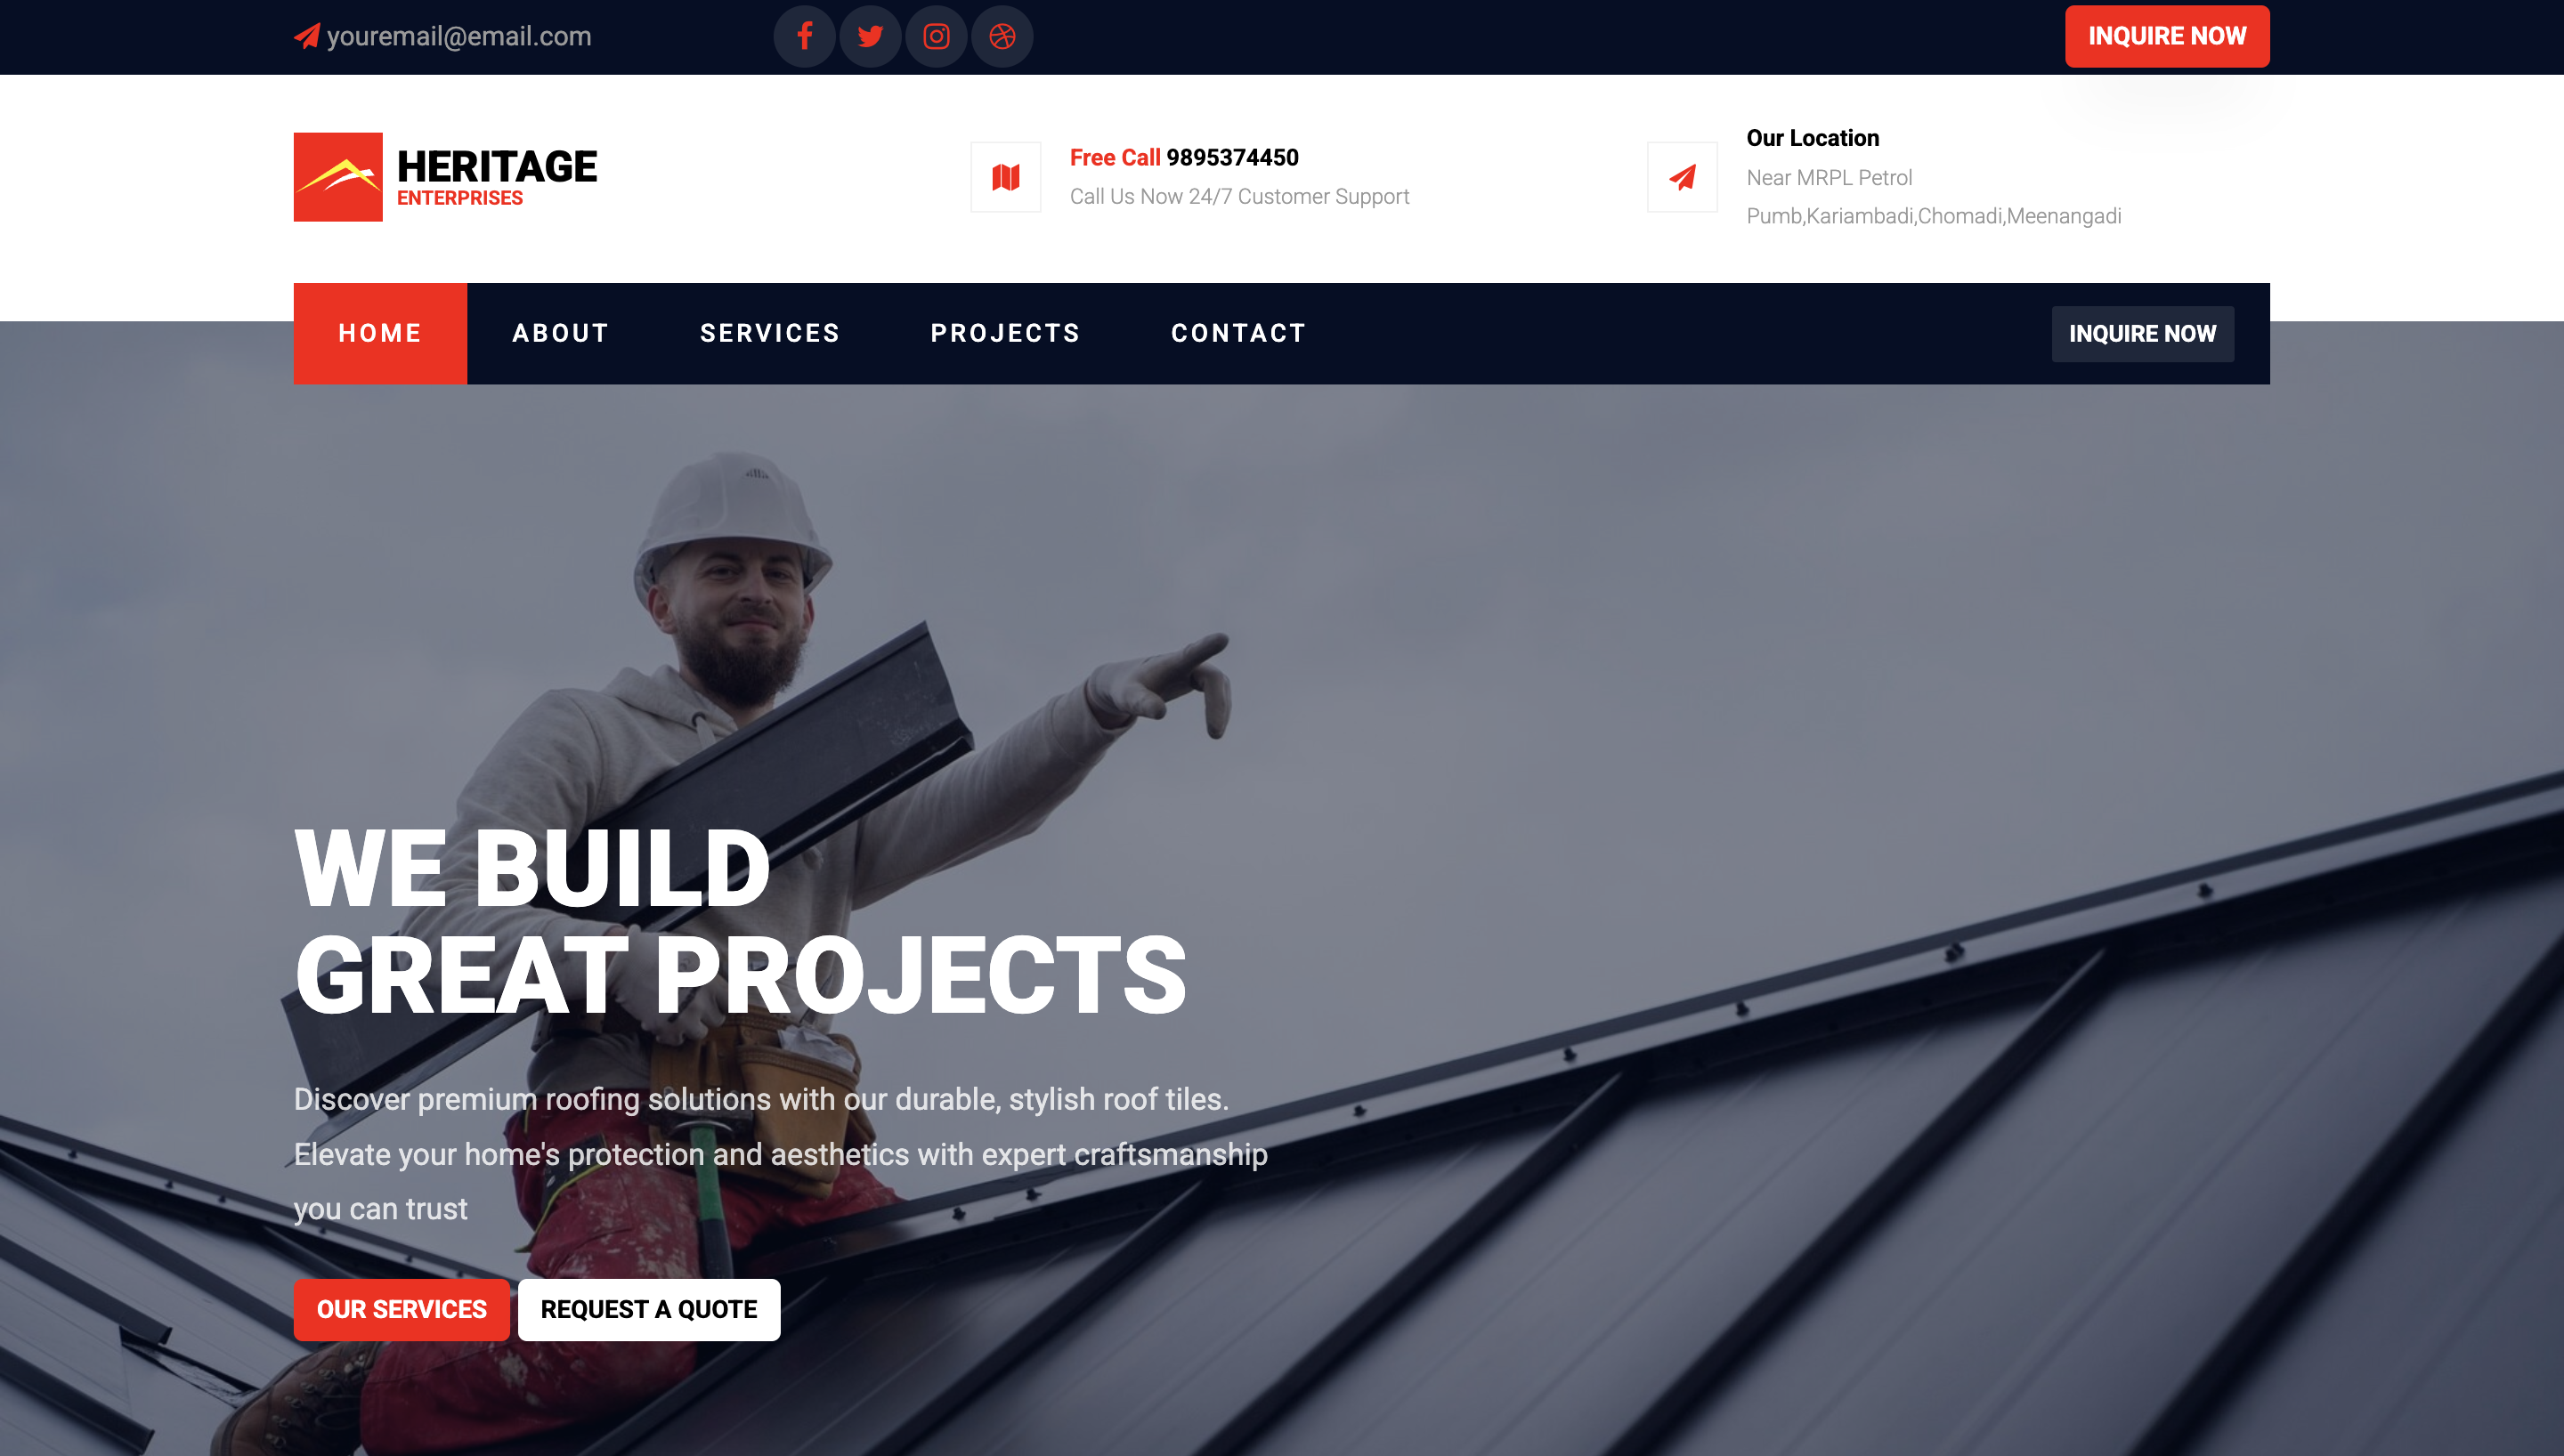 youremail@email.com
INQUIRE NOW
HERITAGE
ENTERPRISES
Free Call 9895374450
Call Us Now 24/7 Customer Support
Our Location
Near MRPL Petrol
Pumb,Kariambadi,Chomadi,Meenangadi
HOME ABOUT SERVICES PROJECTS CONTACT INQUIRE NOW
WE BUILD
GREAT PROJECTS
Discover premium roofing solutions with our durable, stylish roof tiles.
Elevate your home's protection and aesthetics with expert craftsmanship
you can trust
OUR SERVICES REQUEST A QUOTE